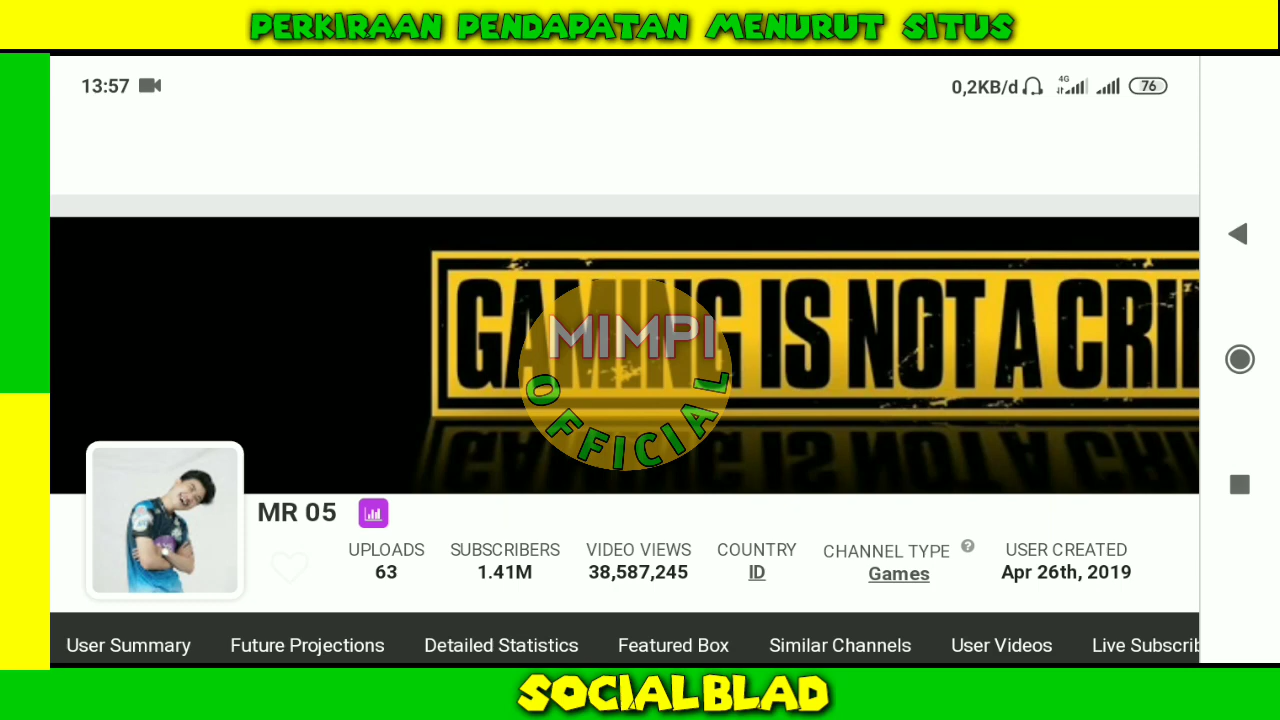 PERKIRAAN PENDAPATAN MENURUT SITUS
13:57 0,2KB/d 4G 76
GAMING IS NOT A CRI
MIMPI
OFFICIAL
MR 05
UPLOADS SUBSCRIBERS VIDEO VIEWS COUNTRY CHANNEL TYPE ? USER CREATED
63 1.41M 38,587,245 ID Games Apr 26th, 2019
User Summary Future Projections Detailed Statistics Featured Box Similar Channels User Videos Live Subscrib
SOCIALBLAD